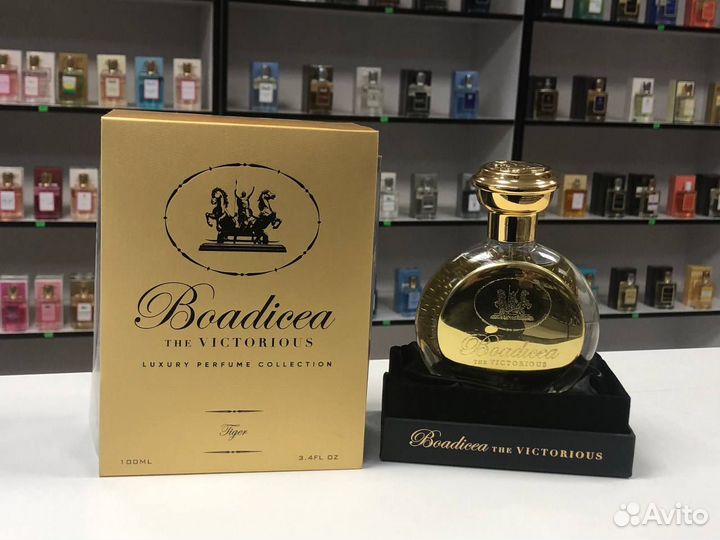 Boadicea
THE VICTORIOUS
LUXURY PERFUME COLLECTION
Tiger
100ML 3.4FL OZ
Boadicea
THE VICTORIOUS
Boadicea THE VICTORIOUS
Avito